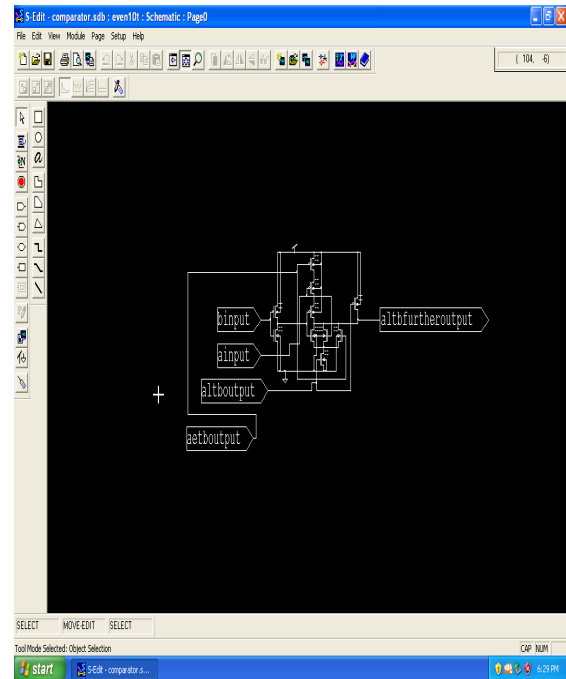 S-Edit - comparator.sdb : even10t : Schematic : Page0
File Edit View Module Page Setup Help
( 104, -6)
binput
altbfurtheroutput
ainput
altboutput
aetboutput
SELECT MOVE-EDIT SELECT
Tool Mode Selected: Object Selection
CAP NUM
start
S-Edit - comparator.s...
6:29 PM